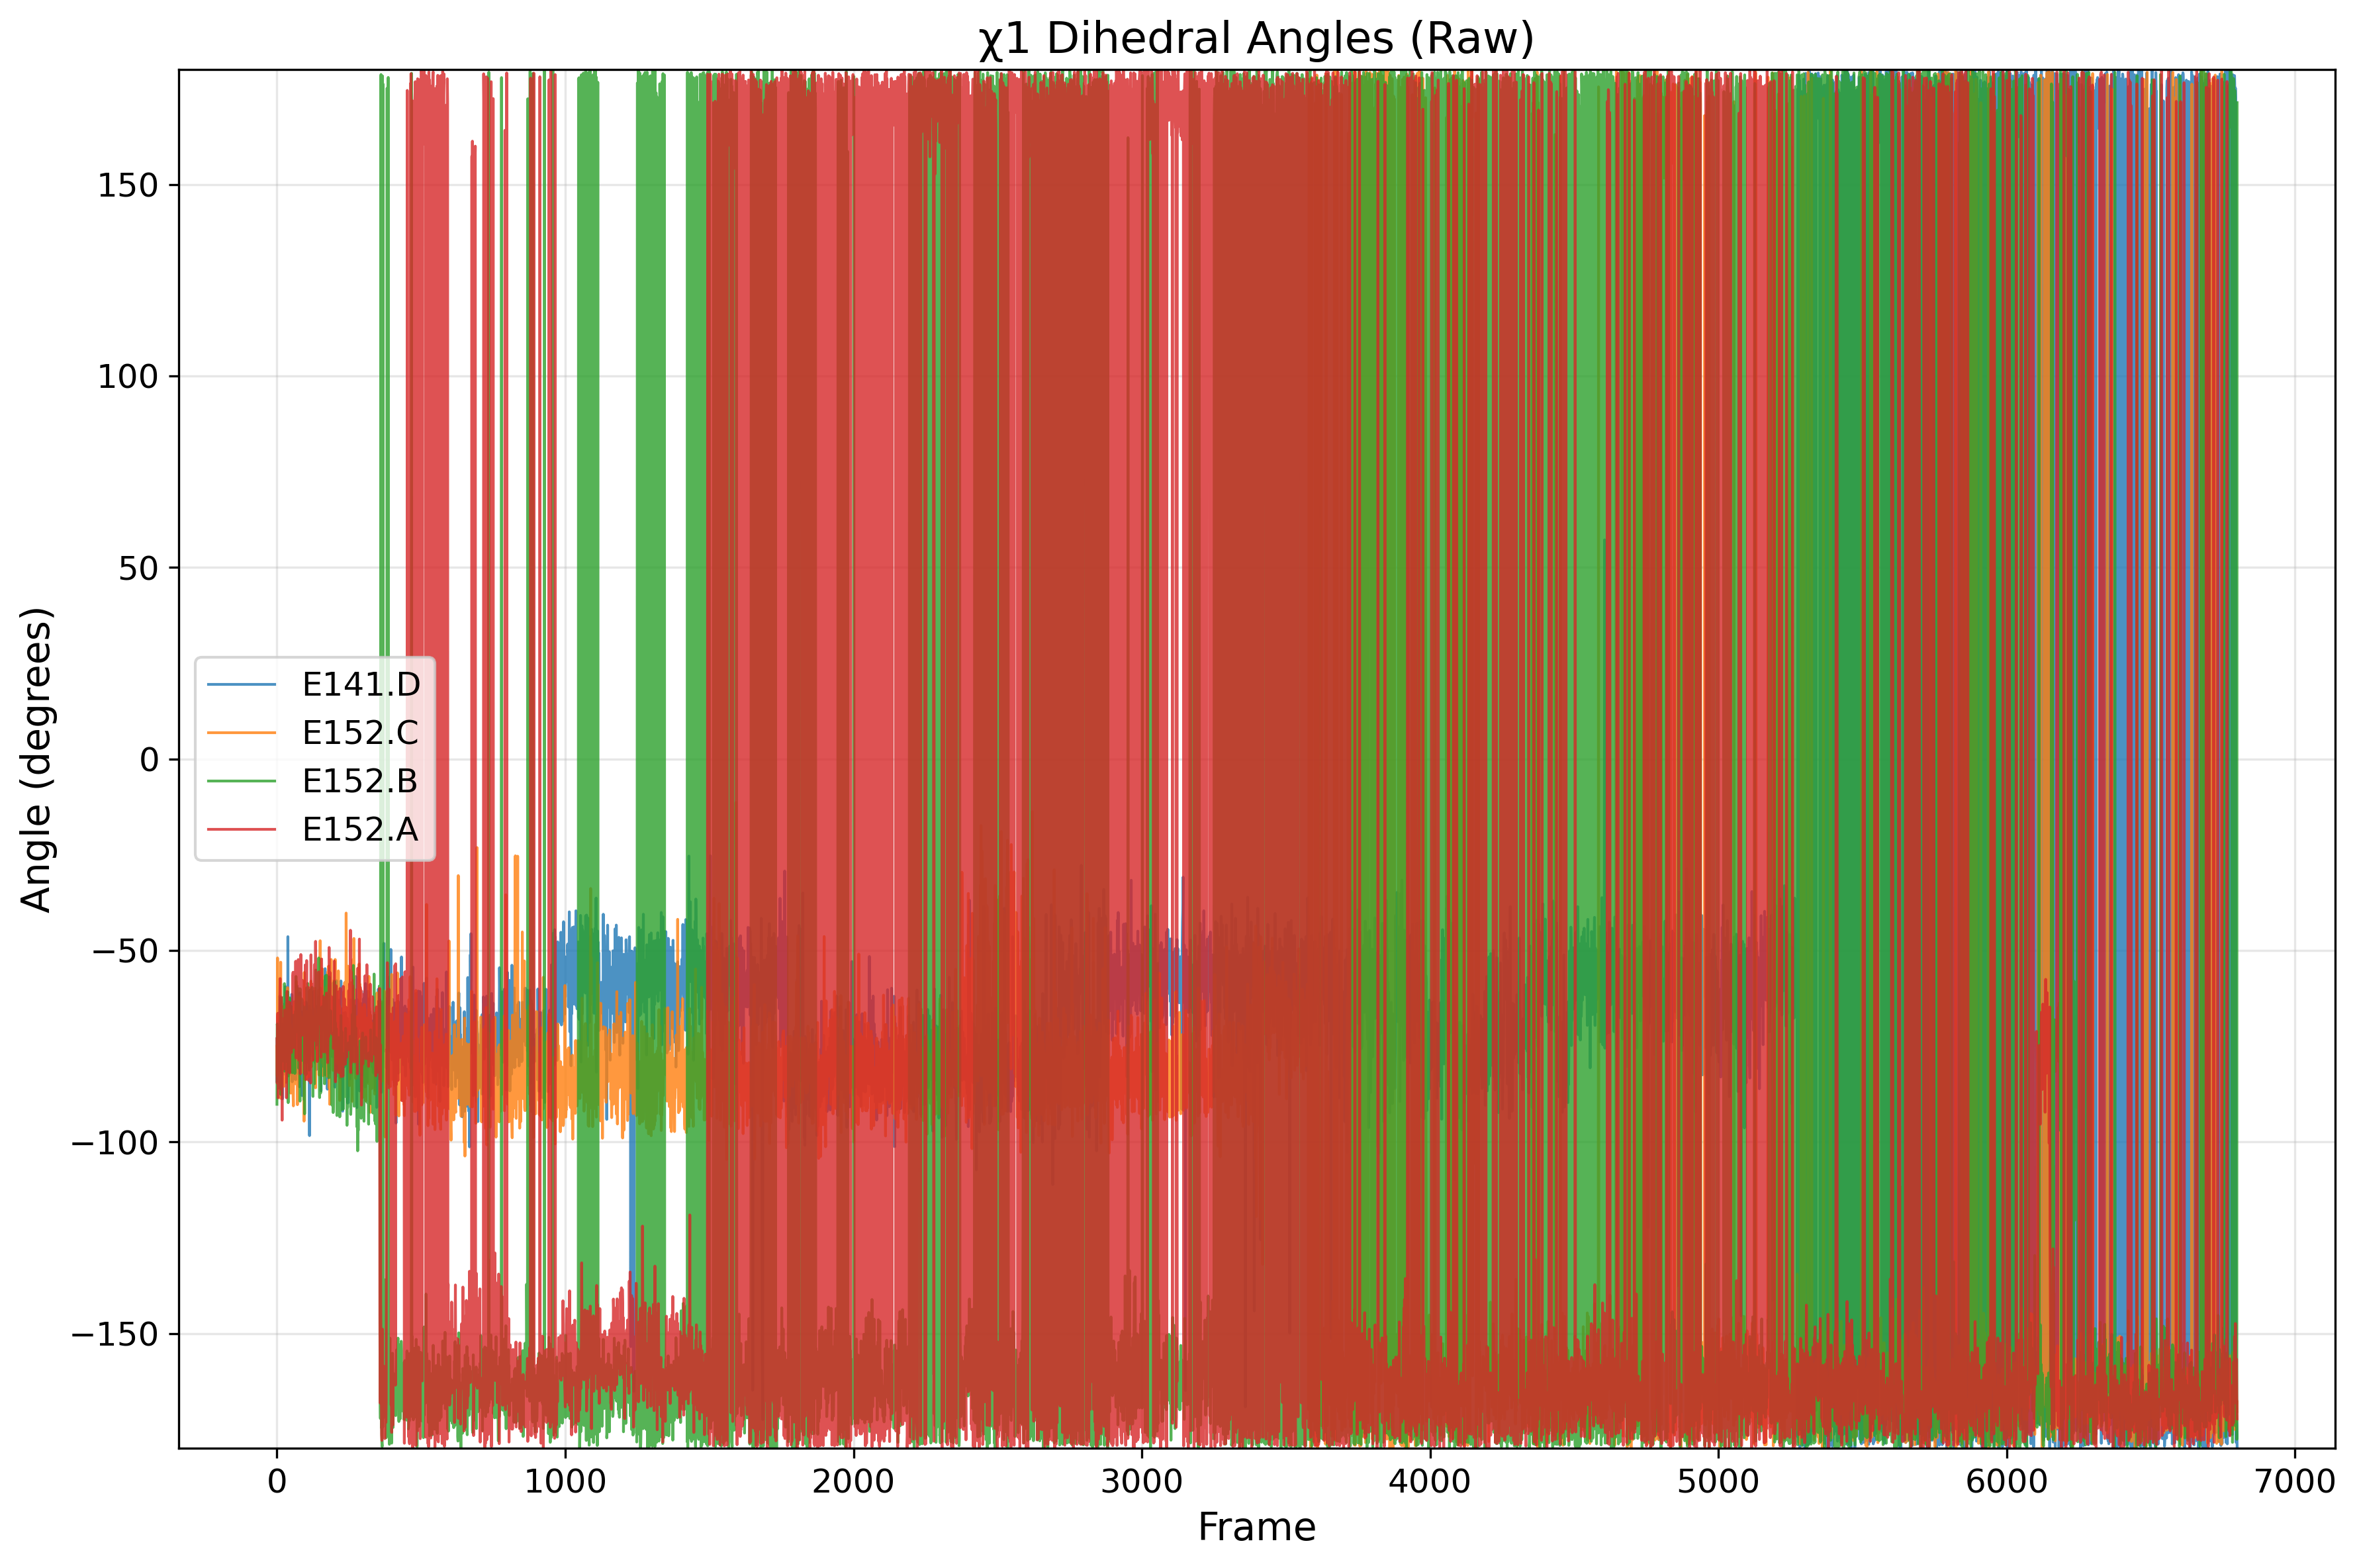 χ1 Dihedral Angles (Raw)
Angle (degrees)
150
100
50
0
−50
−100
−150
E141.D
E152.C
E152.B
E152.A
0 1000 2000 3000 4000 5000 6000 7000
Frame